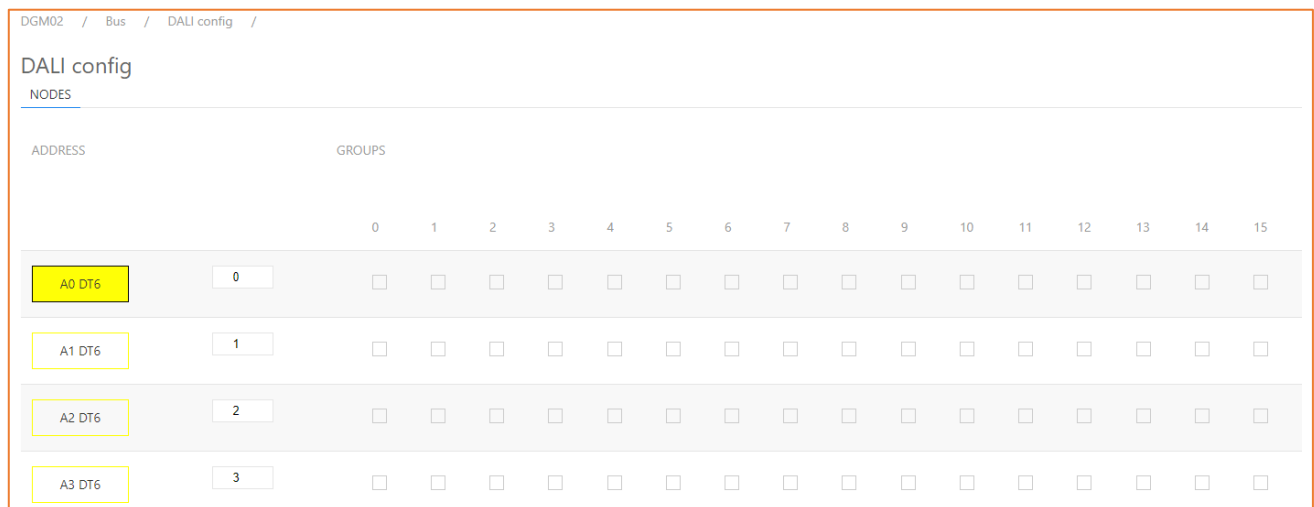 DGM02 / Bus / DALI config /
DALI config
NODES
ADDRESS GROUPS
0 1 2 3 4 5 6 7 8 9 10 11 12 13 14 15
A0 DT6 0
A1 DT6 1
A2 DT6 2
A3 DT6 3